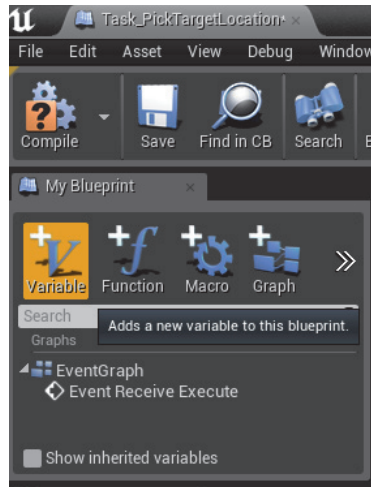 Task_PickTargetLocation*
File Edit Asset View Debug Window
Compile Save Find in CB Search
My Blueprint
Variable Function Macro Graph
Search
Adds a new variable to this blueprint.
Graphs
EventGraph
Event Receive Execute
Show inherited variables